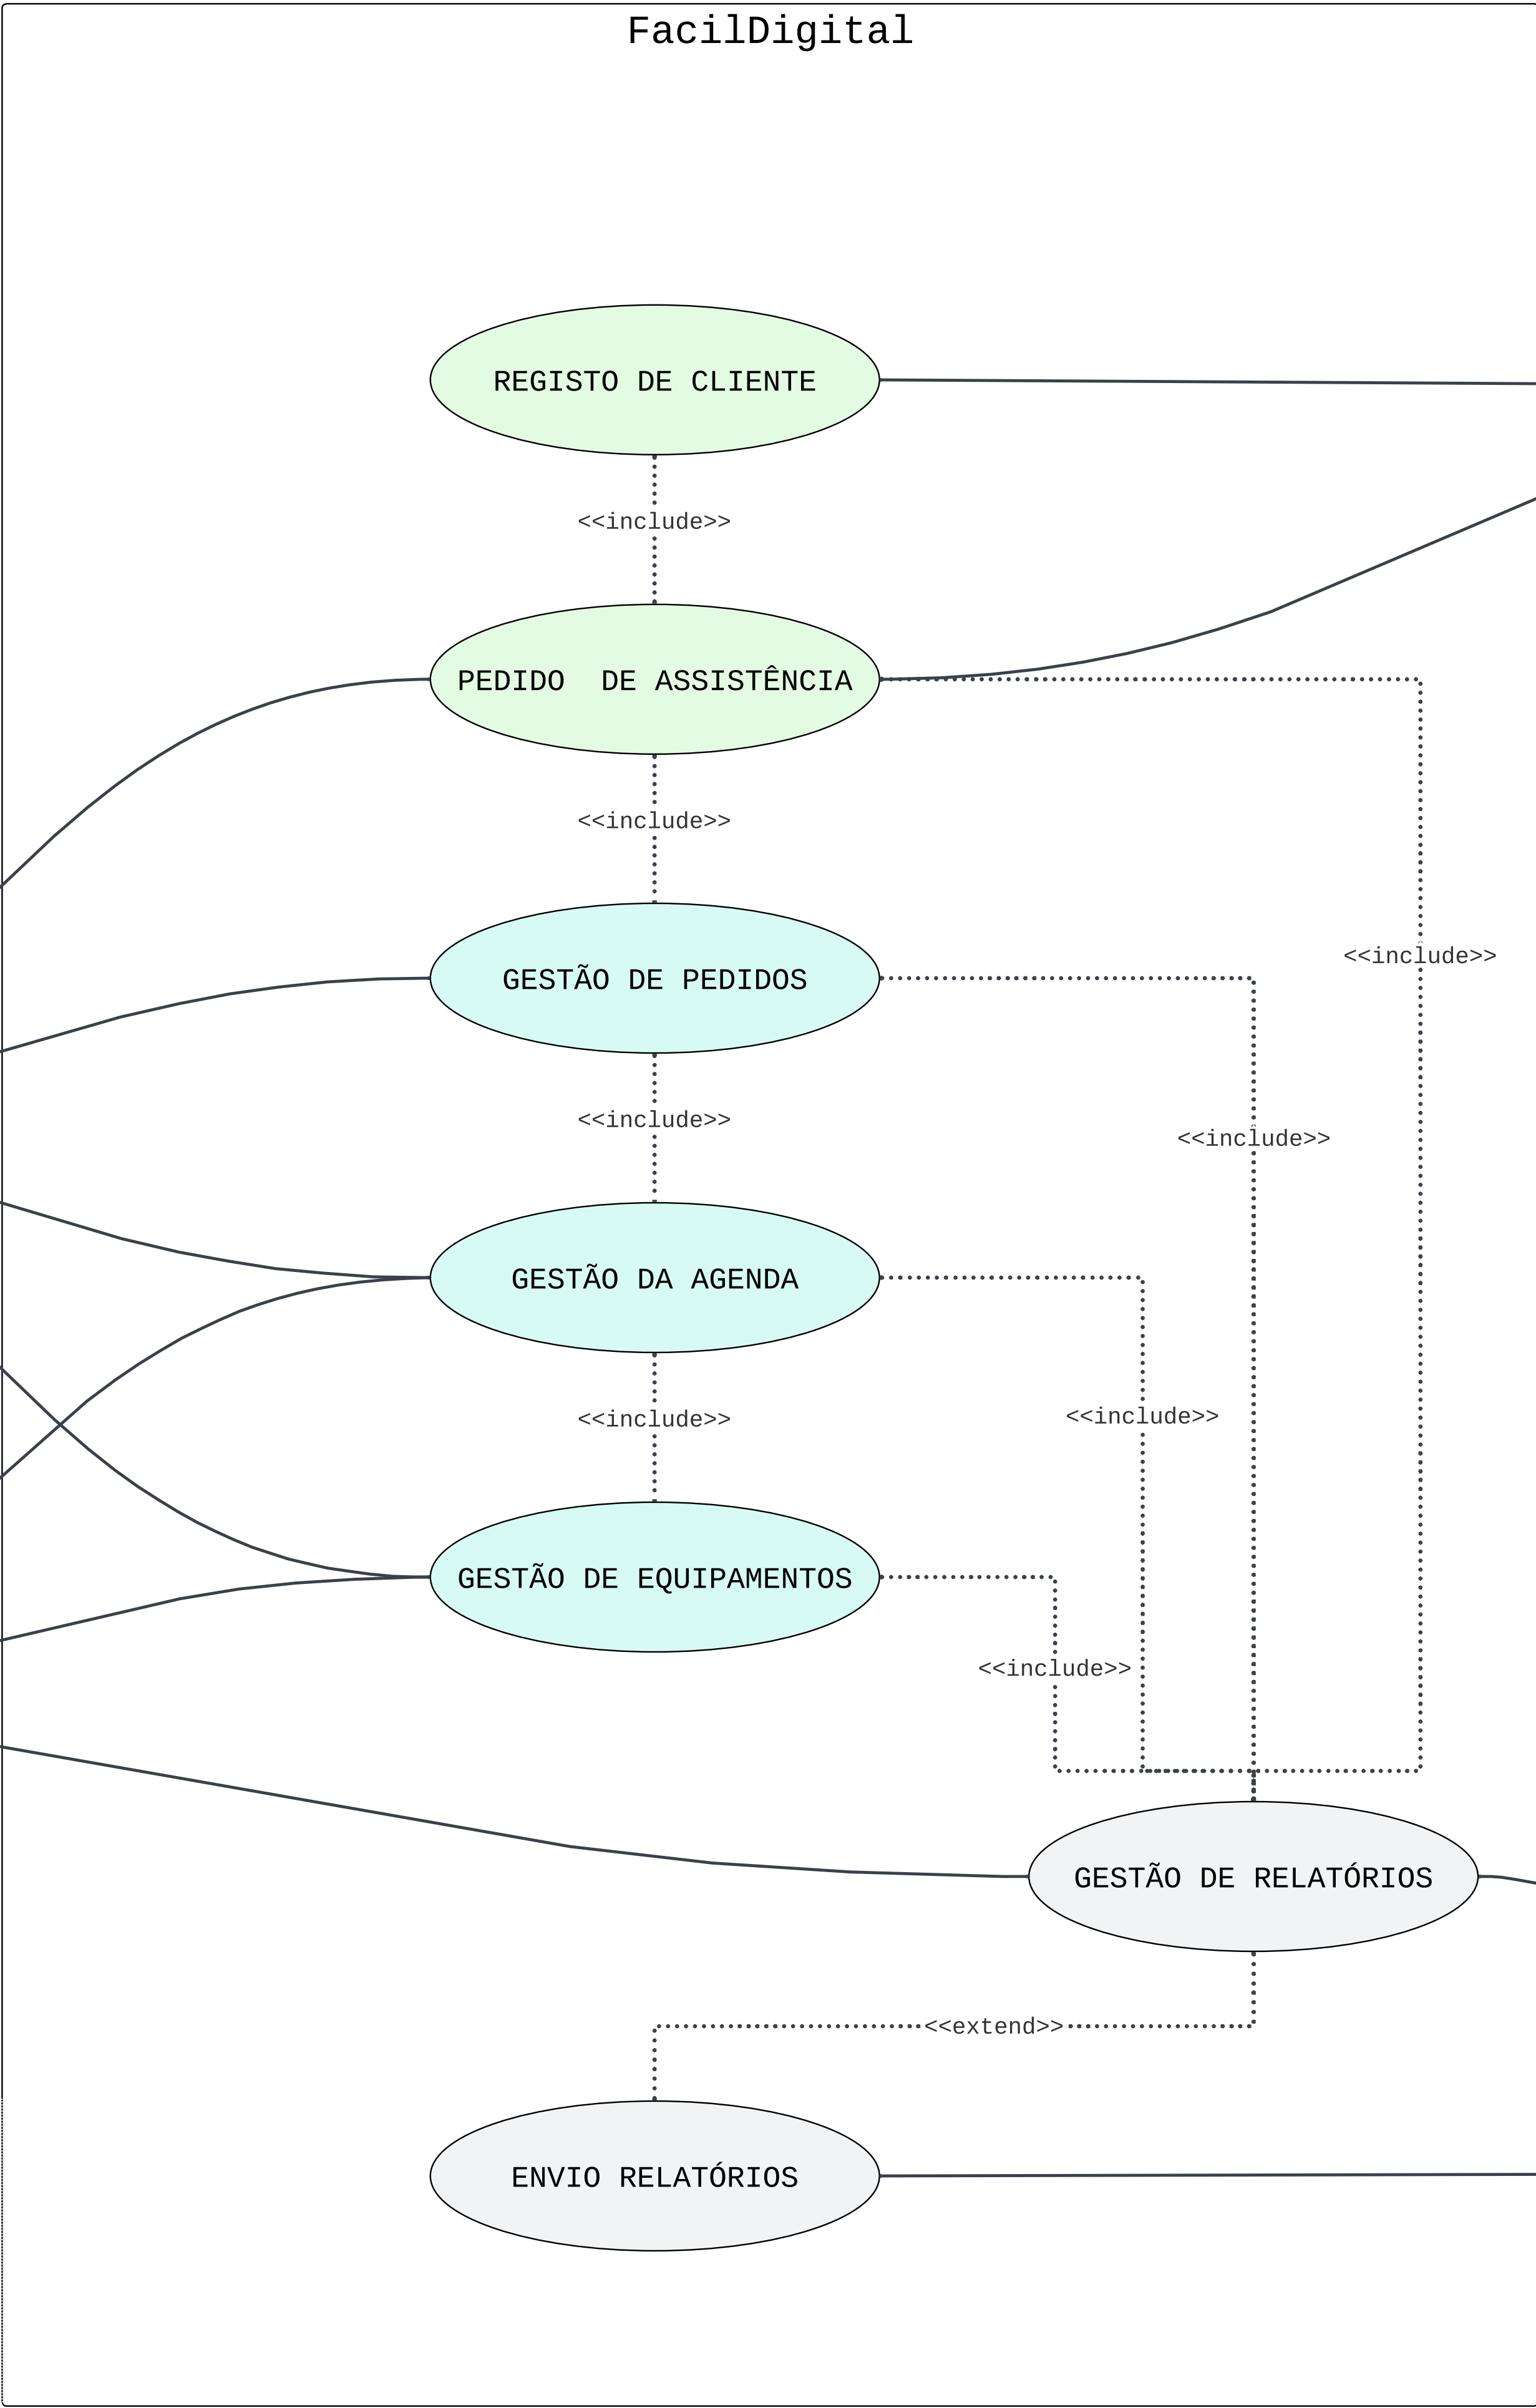 FacilDigital
REGISTO DE CLIENTE
<<include>>
PEDIDO  DE ASSISTÊNCIA
<<include>>
<<include>>
GESTÃO DE PEDIDOS
<<include>>
<<include>>
GESTÃO DA AGENDA
<<include>>
<<include>>
GESTÃO DE EQUIPAMENTOS
<<include>>
GESTÃO DE RELATÓRIOS
<<extend>>
ENVIO RELATÓRIOS